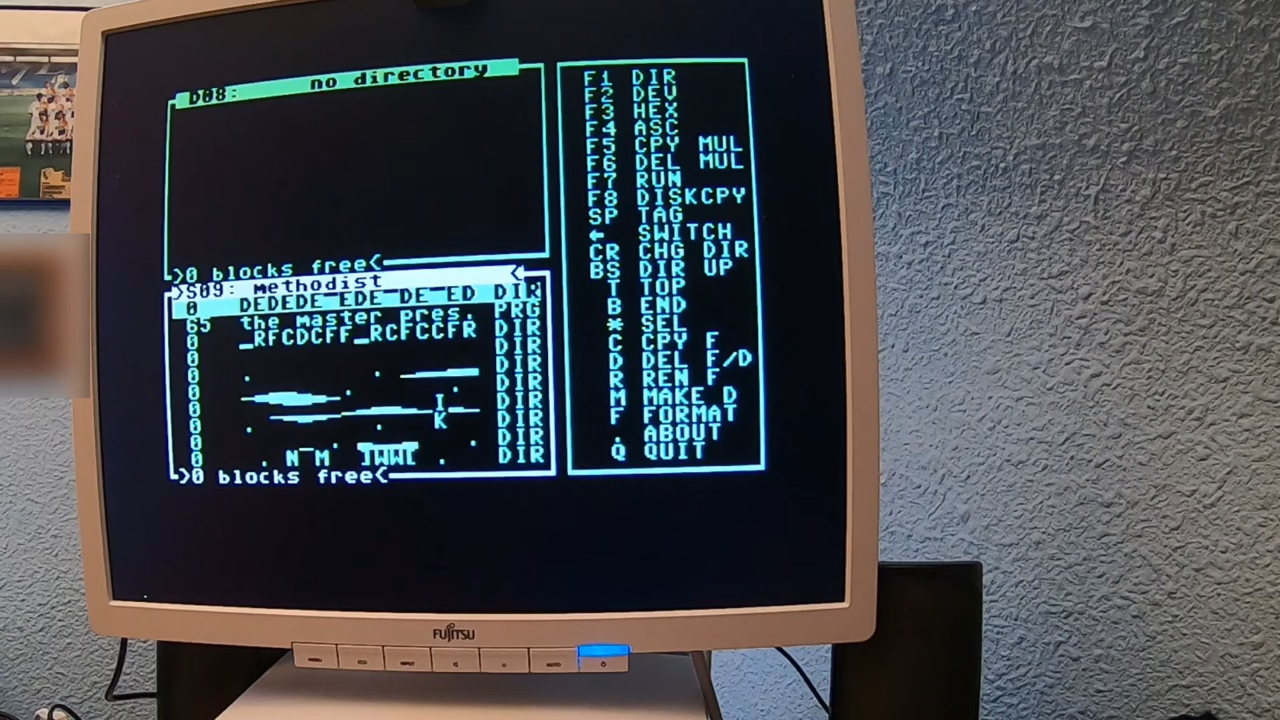 D08: no directory
>0 blocks free<
>S09: methodist <
0 DEDEDE EDE DE ED DIR
65 the master pres. PRG
0 _RFCDCFF_RCFCCFR DIR
0 DIR
0 DIR
0 DIR
0 I DIR
0 K DIR
0 DIR
0 DIR
>0 blocks free<
F1 DIR
F2 DEV
F3 HEX
F4 ASC
F5 CPY MUL
F6 DEL MUL
F7 RUN
F8 DISKCPY
SP TAG
← SWITCH
CR CHG DIR
BS DIR UP
T TOP
B END
* SEL
C CPY F
D DEL F/D
R REN F
M MAKE D
F FORMAT
. ABOUT
Q QUIT
FUJITSU